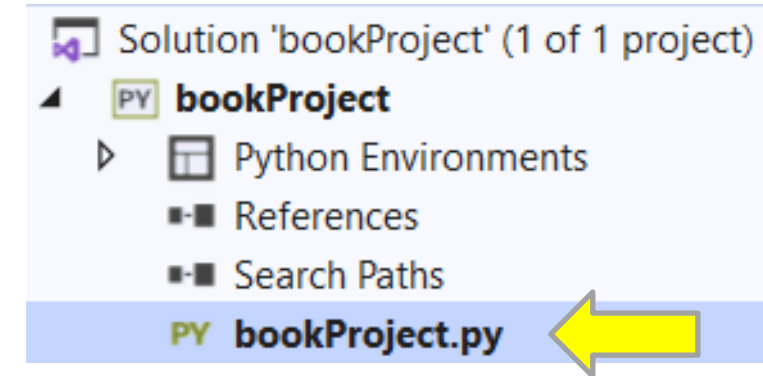 Solution 'bookProject' (1 of 1 project)
PY bookProject
Python Environments
References
Search Paths
PY bookProject.py